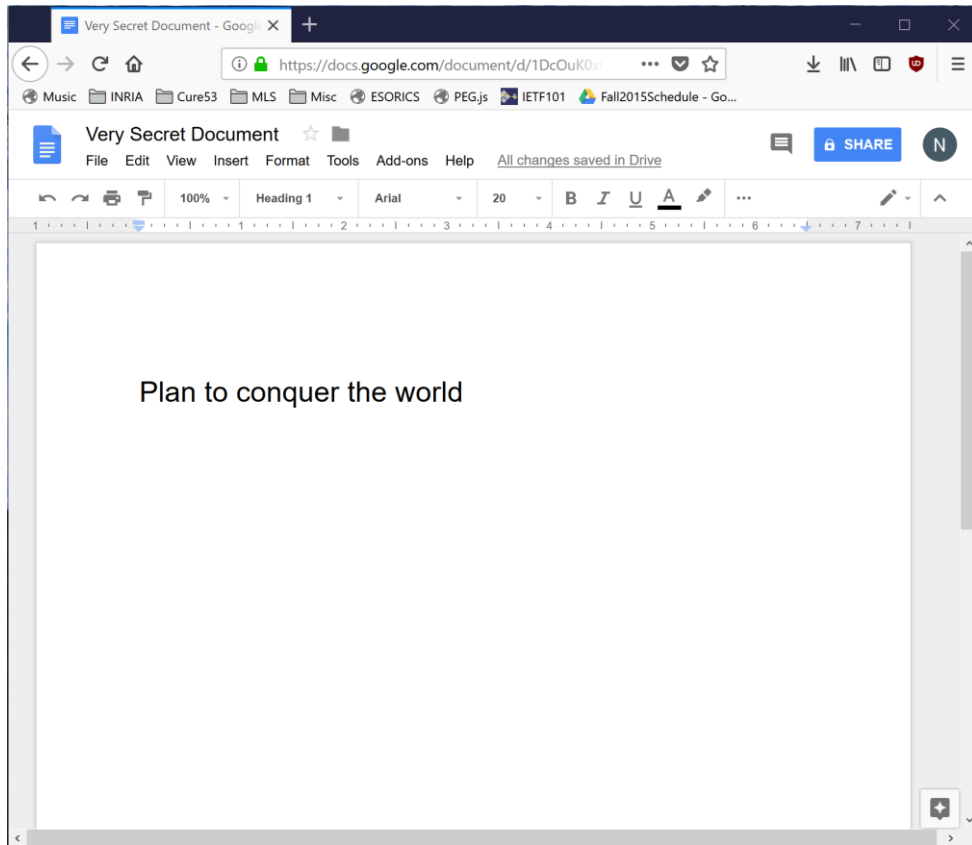 Very Secret Document - Googl
https://docs.google.com/document/d/1DcOuK0x
Music INRIA Cure53 MLS Misc ESORICS PEG.js IETF101 Fall2015Schedule - Go...
Very Secret Document
SHARE
N
File Edit View Insert Format Tools Add-ons Help All changes saved in Drive
100% Heading 1 Arial 20 B I U A
1 1 2 3 4 5 6 7
Plan to conquer the world